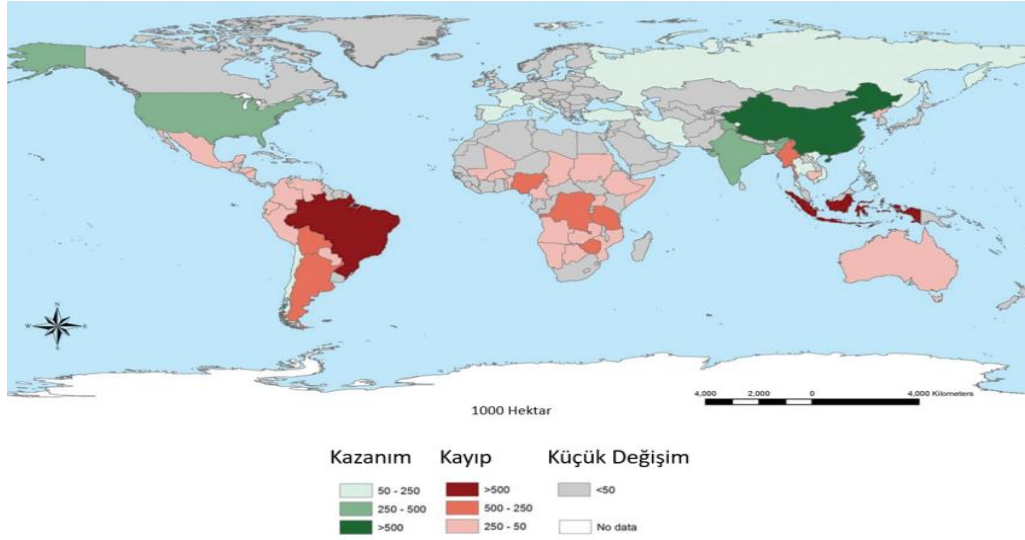 N
W E
S
4,000 2,000 0 4,000 Kilometers
1000 Hektar
Kazanım Kayıp Küçük Değişim
50 - 250 >500 <50
250 - 500 500 - 250
>500 250 - 50 No data